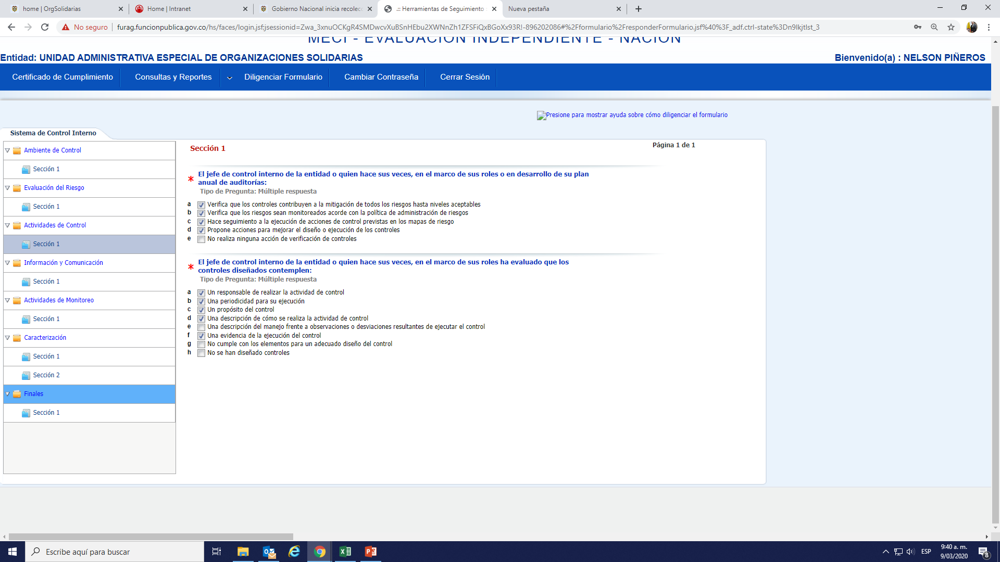 home | OrgSolidarias
Home | Intranet
Gobierno Nacional inicia recolecc
.:: Herramientas de Seguimiento :
Nueva pestaña
No seguro
furag.funcionpublica.gov.co/hs/faces/login.jsf;jsessionid=Zwa_3xnuOCKgR4SMDwcvXuBSnHEbu2XWNnZh1ZFSFiQxBGoXx93R!-896202086#%2Fformulario%2FresponderFormulario.jsf%40%3F_adf.ctrl-state%3Dn9lkjtlst_3
MECI - EVALUACIÓN INDEPENDIENTE - NACIÓN
Entidad: UNIDAD ADMINISTRATIVA ESPECIAL DE ORGANIZACIONES SOLIDARIAS
Bienvenido(a) : NELSON PIÑEROS
Certificado de Cumplimiento
Consultas y Reportes
Diligenciar Formulario
Cambiar Contraseña
Cerrar Sesión
Presione para mostrar ayuda sobre cómo diligenciar el formulario
Sistema de Control Interno
Ambiente de Control
Sección 1
Evaluación del Riesgo
Sección 1
Actividades de Control
Sección 1
Información y Comunicación
Sección 1
Actividades de Monitoreo
Sección 1
Caracterización
Sección 1
Sección 2
Finales
Sección 1
Sección 1
Página 1 de 1
* El jefe de control interno de la entidad o quien hace sus veces, en el marco de sus roles o en desarrollo de su plan
anual de auditorías:
Tipo de Pregunta: Múltiple respuesta
a Verifica que los controles contribuyen a la mitigación de todos los riesgos hasta niveles aceptables
b Verifica que los riesgos sean monitoreados acorde con la política de administración de riesgos
c Hace seguimiento a la ejecución de acciones de control previstas en los mapas de riesgo
d Propone acciones para mejorar el diseño o ejecución de los controles
e No realiza ninguna acción de verificación de controles
* El jefe de control interno de la entidad o quien hace sus veces, en el marco de sus roles ha evaluado que los
controles diseñados contemplen:
Tipo de Pregunta: Múltiple respuesta
a Un responsable de realizar la actividad de control
b Una periodicidad para su ejecución
c Un propósito del control
d Una descripción de cómo se realiza la actividad de control
e Una descripción del manejo frente a observaciones o desviaciones resultantes de ejecutar el control
f Una evidencia de la ejecución del control
g No cumple con los elementos para un adecuado diseño del control
h No se han diseñado controles
Escribe aquí para buscar
ESP
9:40 a. m.
9/03/2020
8